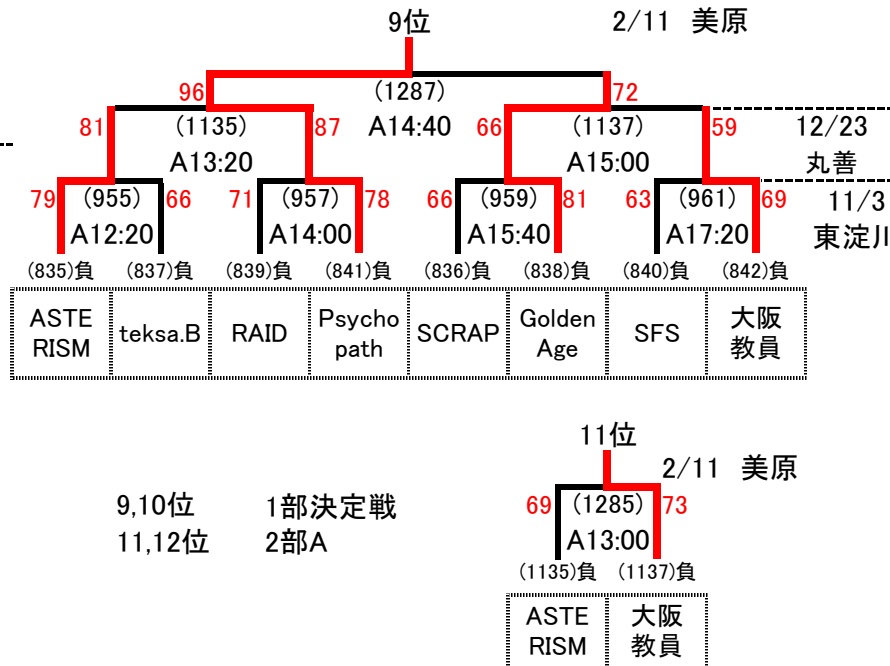 9位 2/11 美原
96 (1287) 72
81 (1135) 87 A14:40 66 (1137) 59 12/23
A13:20 A15:00 丸善
79 (955) 66 71 (957) 78 66 (959) 81 63 (961) 69 11/3
A12:20 A14:00 A15:40 A17:20 東淀川
(835)負 (837)負 (839)負 (841)負 (836)負 (838)負 (840)負 (842)負
ASTE Psycho Golden 大阪
teksa.B RAID SCRAP SFS
RISM path Age 教員
11位
2/11 美原
9,10位 1部決定戦 69 (1285) 73
11,12位 2部A A13:00
(1135)負 (1137)負
ASTE 大阪
RISM 教員